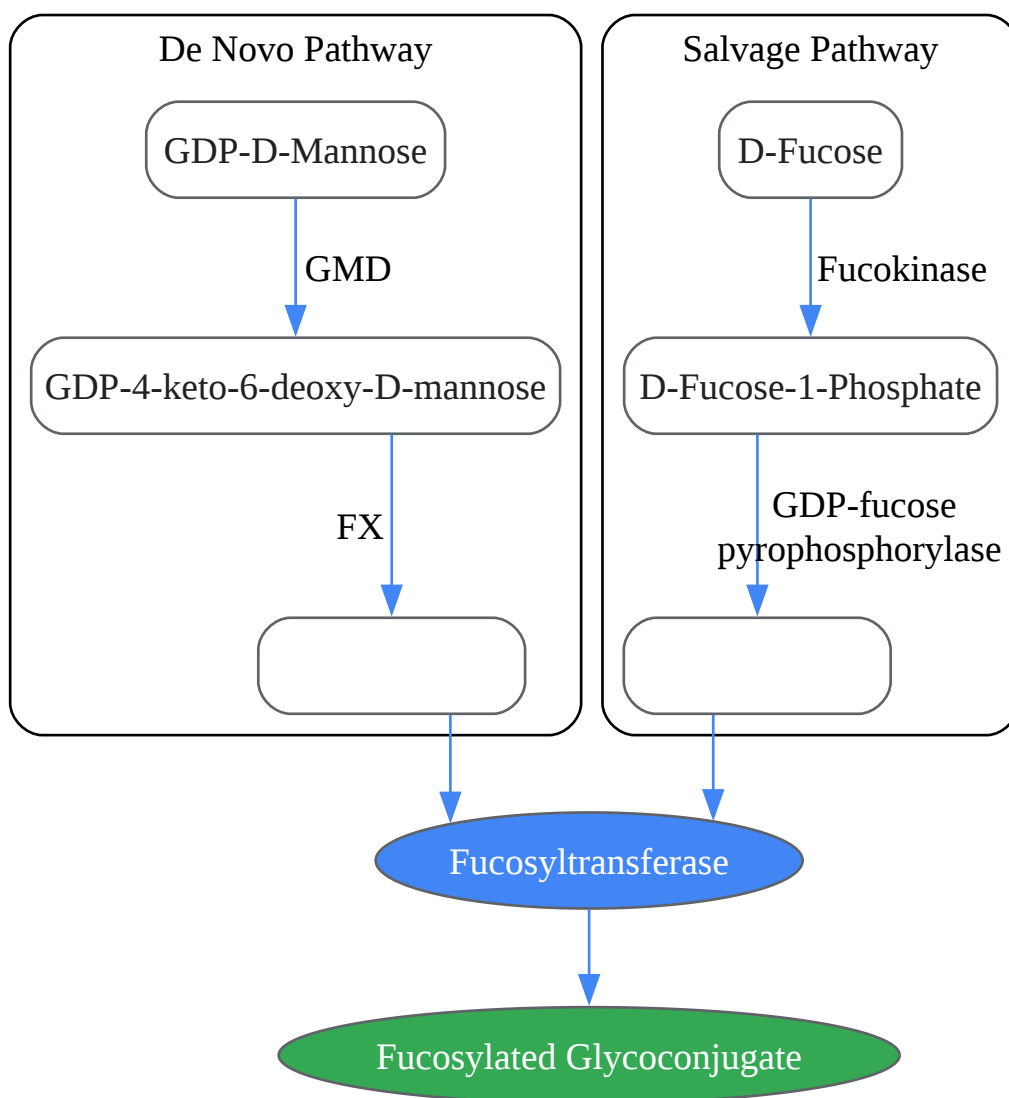 De Novo Pathway
GDP-D-Mannose
GMD
GDP-4-keto-6-deoxy-D-mannose
FX
Salvage Pathway
D-Fucose
Fucokinase
D-Fucose-1-Phosphate
GDP-fucose
pyrophosphorylase
Fucosyltransferase
Fucosylated Glycoconjugate